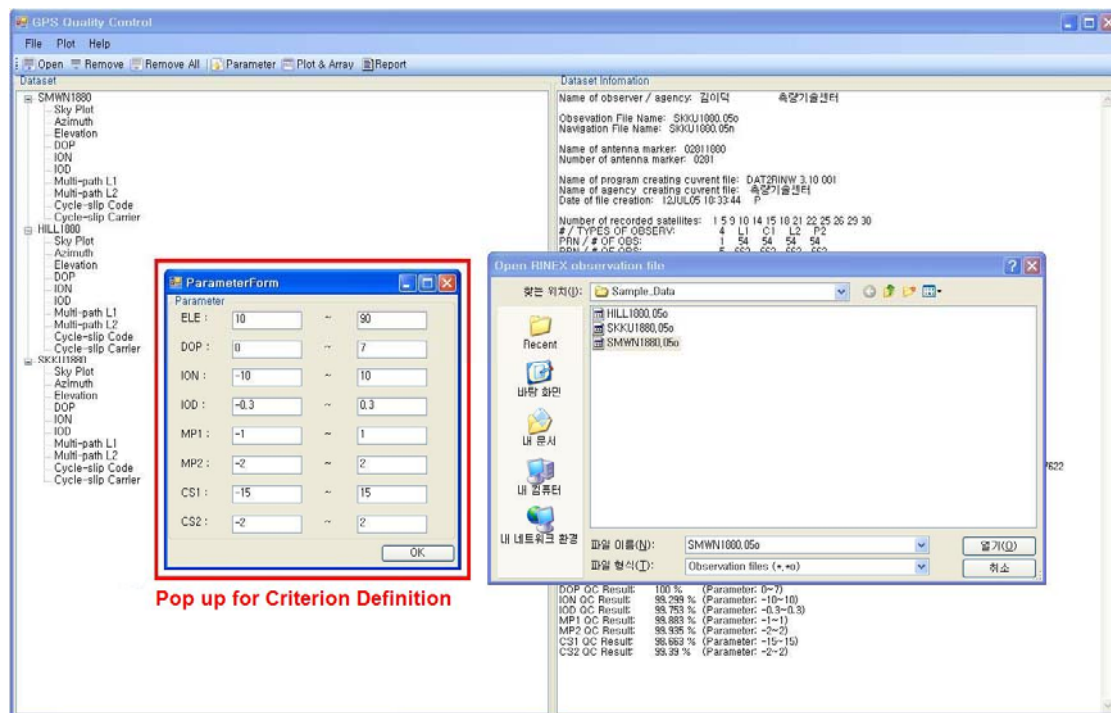 GPS Quality Control
File Plot Help
Open Remove Remove All Parameter Plot & Array Report
Dataset
SMWN1880
Sky Plot
Azimuth
Elevation
DOP
ION
IOD
Multi-path L1
Multi-path L2
Cycle-slip Code
Cycle-slip Carrier
HILL1880
Sky Plot
Azimuth
Elevation
DOP
ION
IOD
Multi-path L1
Multi-path L2
Cycle-slip Code
Cycle-slip Carrier
SKKU1880
Sky Plot
Azimuth
Elevation
DOP
ION
IOD
Multi-path L1
Multi-path L2
Cycle-slip Code
Cycle-slip Carrier
ParameterForm
Parameter
ELE : 10 ~ 90
DOP : 0 ~ 7
ION : -10 ~ 10
IOD : -0.3 ~ 0.3
MP1 : -1 ~ 1
MP2 : -2 ~ 2
CS1 : -15 ~ 15
CS2 : -2 ~ 2
OK
Pop up for Criterion Definition
Dataset Infomation
Name of observer / agency: 김이덕 측량기술센터
Obsevation File Name: SKKU1880.05o
Navigation File Name: SKKU1880.05n
Name of antenna marker: 02811880
Number of antenna marker: 0281
Name of program creating cuvrent file: DAT2RINW 3.10 001
Name of agency creating cuvrent file: 측량기술센터
Date of file creation: 12JUL05 10:33:44 P
Number of recorded satellites: 1 5 9 10 14 15 18 21 22 25 26 29 30
# / TYPES OF OBSERV: 4 L1 C1 L2 P2
PRN / # OF OBS: 1 54 54 54 54
PRN / # OF OBS: 5 662 662 662 662
Open RINEX observation file
찾는 위치(I): Sample_Data
Recent
바탕 화면
내 문서
내 컴퓨터
내 네트워크 환경
HILL1880.05o
SKKU1880.05o
SMWN1880.05o
파일 이름(N): SMWN1880.05o 열기(O)
파일 형식(T): Observation files (*.*o) 취소
7622
DOP QC Result: 100 % (Parameter: 0~7)
ION QC Result: 99.299 % (Parameter: -10~10)
IOD QC Result: 99.753 % (Parameter: -0.3~0.3)
MP1 QC Result: 99.883 % (Parameter: -1~1)
MP2 QC Result: 99.935 % (Parameter: -2~2)
CS1 QC Result: 98.663 % (Parameter: -15~15)
CS2 QC Result: 99.39 % (Parameter: -2~2)